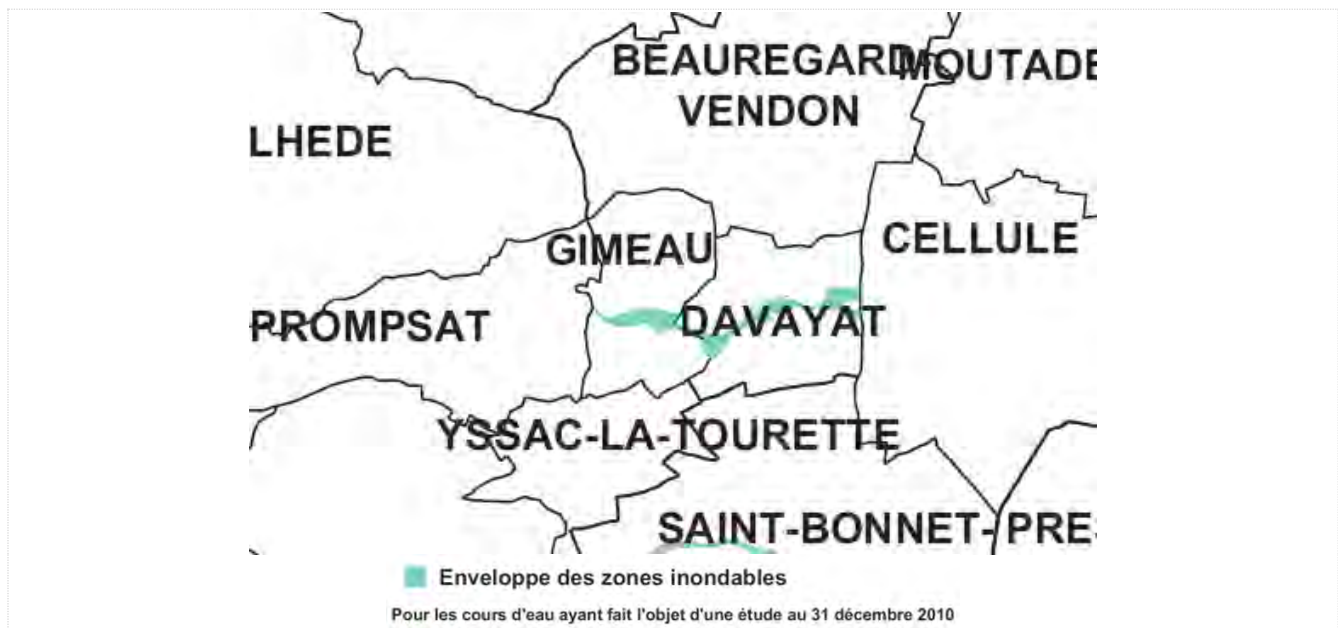 BEAUREGARD
VENDON
MOUTADE
LHEDE
GIMEAU
CELLULE
PROMPSAT
DAVAYAT
YSSAC-LA-TOURETTE
SAINT-BONNET- PRE
Enveloppe des zones inondables
Pour les cours d'eau ayant fait l'objet d'une étude au 31 décembre 2010